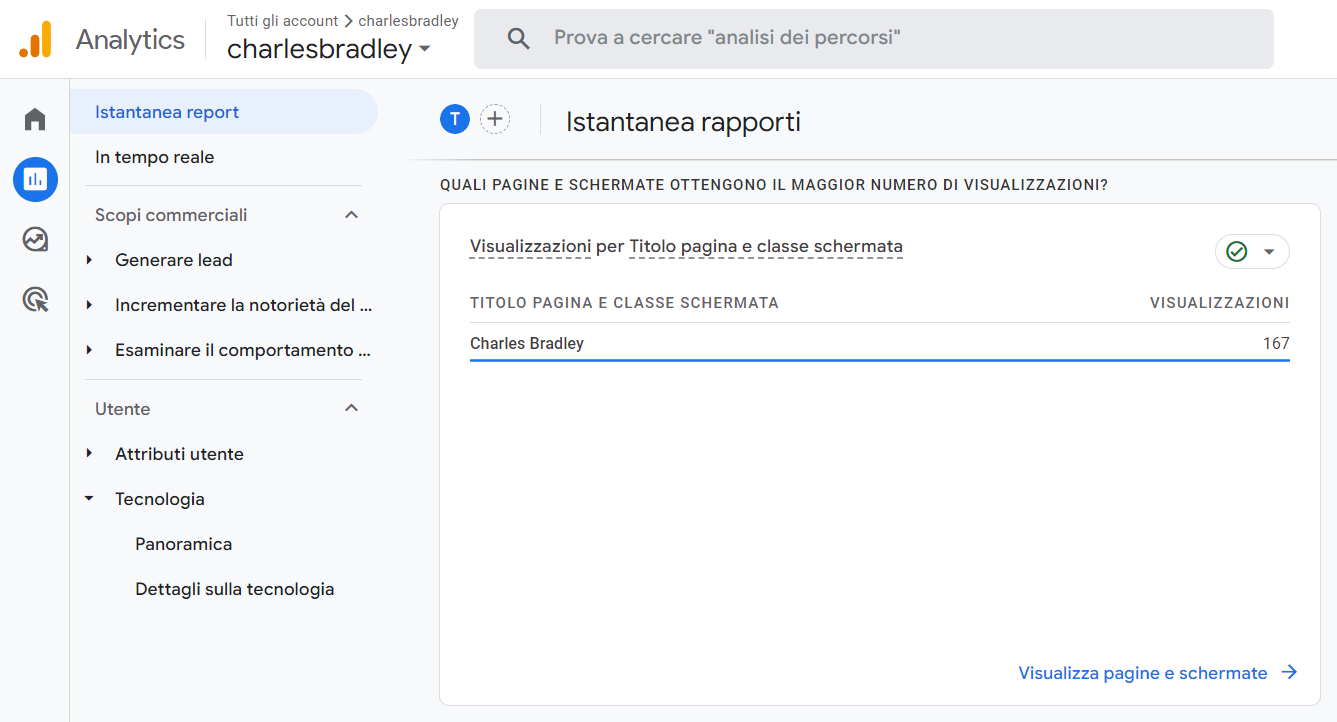 Analytics
Tutti gli account > charlesbradley
charlesbradley
Prova a cercare "analisi dei percorsi"
Istantanea report
In tempo reale
Scopi commerciali
Generare lead
Incrementare la notorietà del ...
Esaminare il comportamento ...
Utente
Attributi utente
Tecnologia
Panoramica
Dettagli sulla tecnologia
T
Istantanea rapporti
QUALI PAGINE E SCHERMATE OTTENGONO IL MAGGIOR NUMERO DI VISUALIZZAZIONI?
Visualizzazioni per Titolo pagina e classe schermata
TITOLO PAGINA E CLASSE SCHERMATA VISUALIZZAZIONI
Charles Bradley 167
Visualizza pagine e schermate